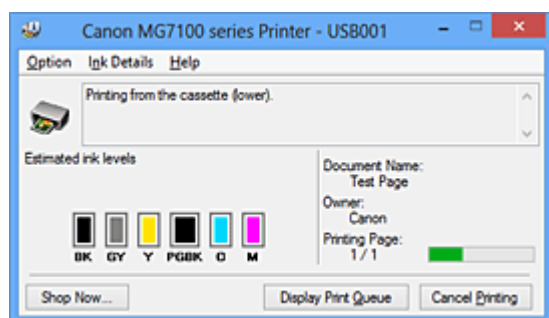 Canon MG7100 series Printer - USB001
Option Ink Details Help
Printing from the cassette (lower).
Estimated ink levels
BK GY Y PGBK C M
Document Name:
Test Page
Owner:
Canon
Printing Page:
1 / 1
Shop Now... Display Print Queue Cancel Printing